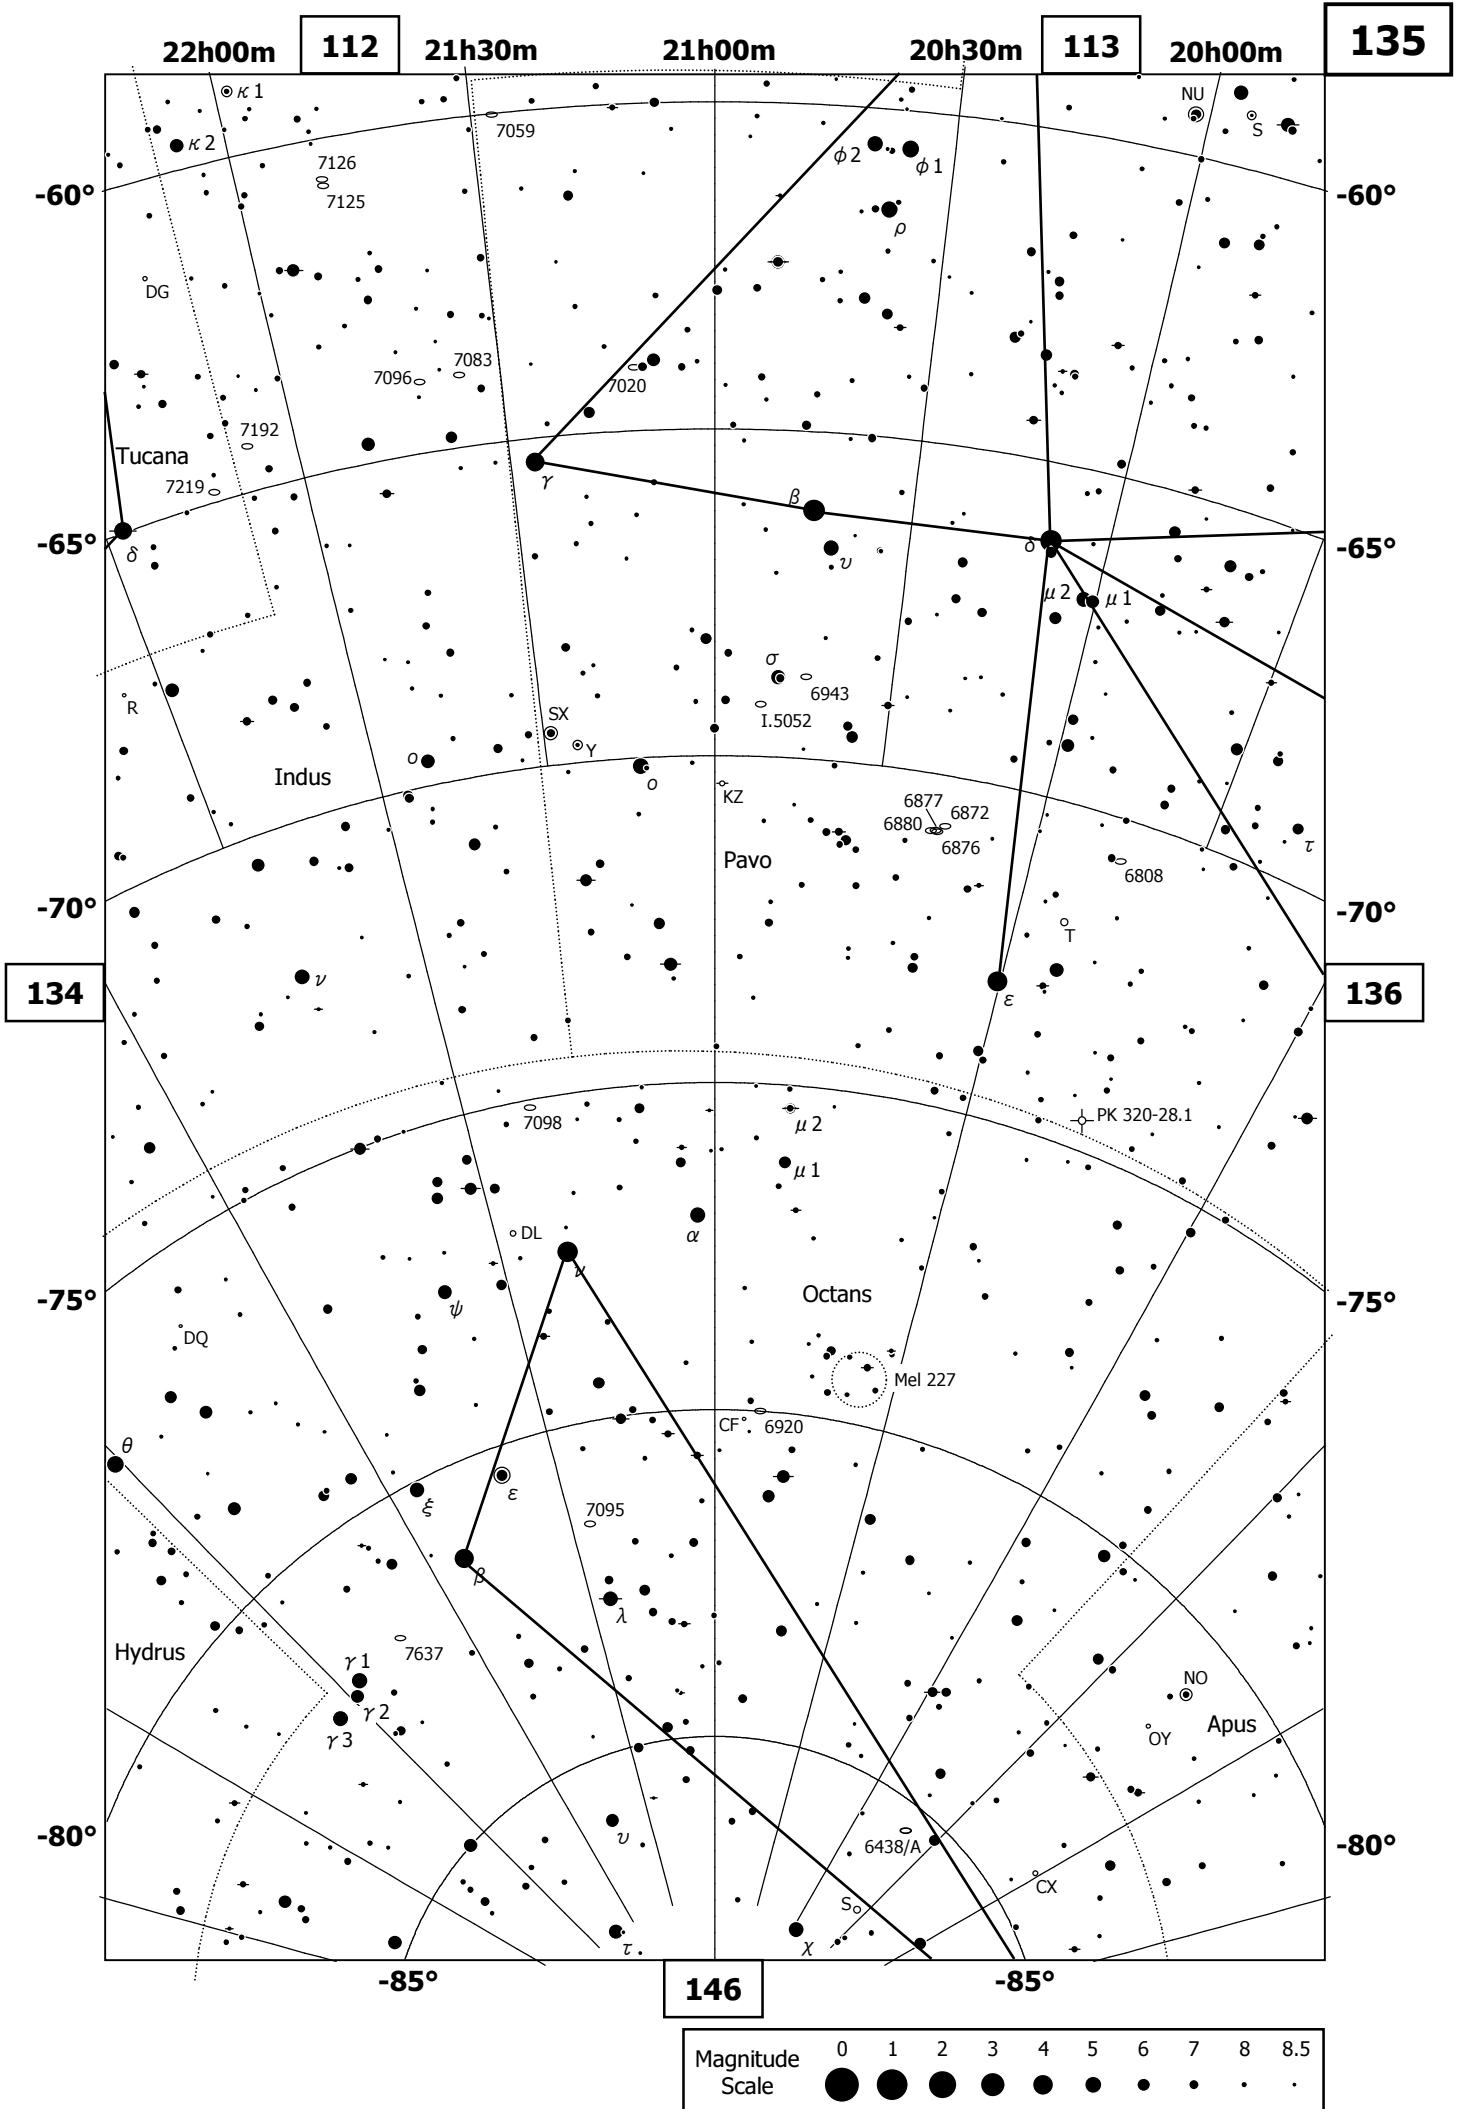 22h00m 112 21h30m 21h00m 20h30m 113 20h00m 135
κ 1 NU
7059 S
κ 2 φ 2 φ 1
7126
-60° 7125 -60°
ρ
DG
7083
7096 7020
7192
Tucana
7219 γ β
-65° δ υ δ -65°
μ 2 μ 1
σ
R 6943
SX I.5052
Y
ο
Indus ο
KZ
6877 6872
6880
6876 τ
Pavo
6808
-70° -70°
T
134 ν ε 136
7098 μ 2 PK 320-28.1
μ 1
α
DL
ν
-75° ψ Octans -75°
DQ
Mel 227
CF 6920
θ
ξ ε
7095
β
λ
Hydrus 7637
γ 1 NO
γ 2
γ 3 OY Apus
υ
-80° 6438/A -80°
CX
S
τ χ
-85° 146 -85°
Magnitude
Scale
0 1 2 3 4 5 6 7 8 8.5